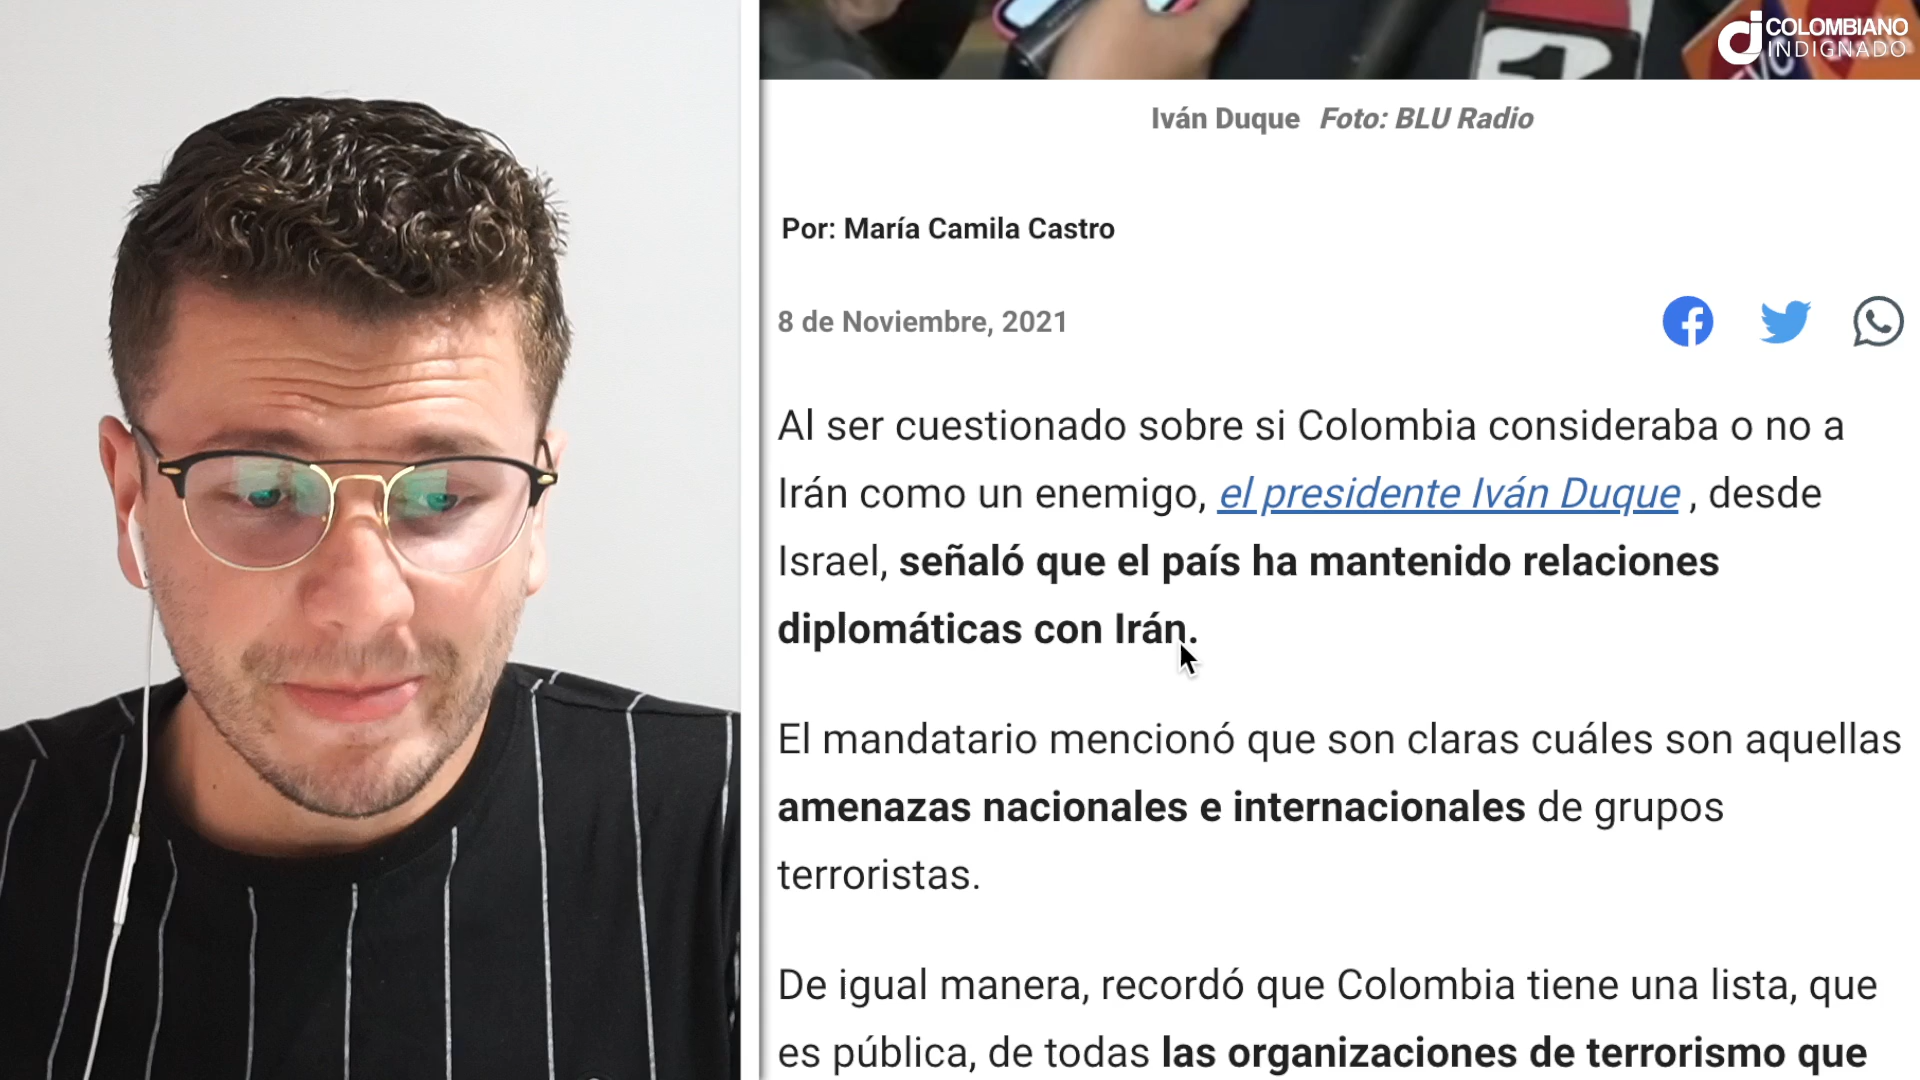 COLOMBIANO
INDIGNADO
1
Iván Duque Foto: BLU Radio
Por: María Camila Castro
8 de Noviembre, 2021
Al ser cuestionado sobre si Colombia consideraba o no a
Irán como un enemigo, el presidente Iván Duque , desde
Israel, señaló que el país ha mantenido relaciones
diplomáticas con Irán.
El mandatario mencionó que son claras cuáles son aquellas
amenazas nacionales e internacionales de grupos
terroristas.
De igual manera, recordó que Colombia tiene una lista, que
es pública, de todas las organizaciones de terrorismo que